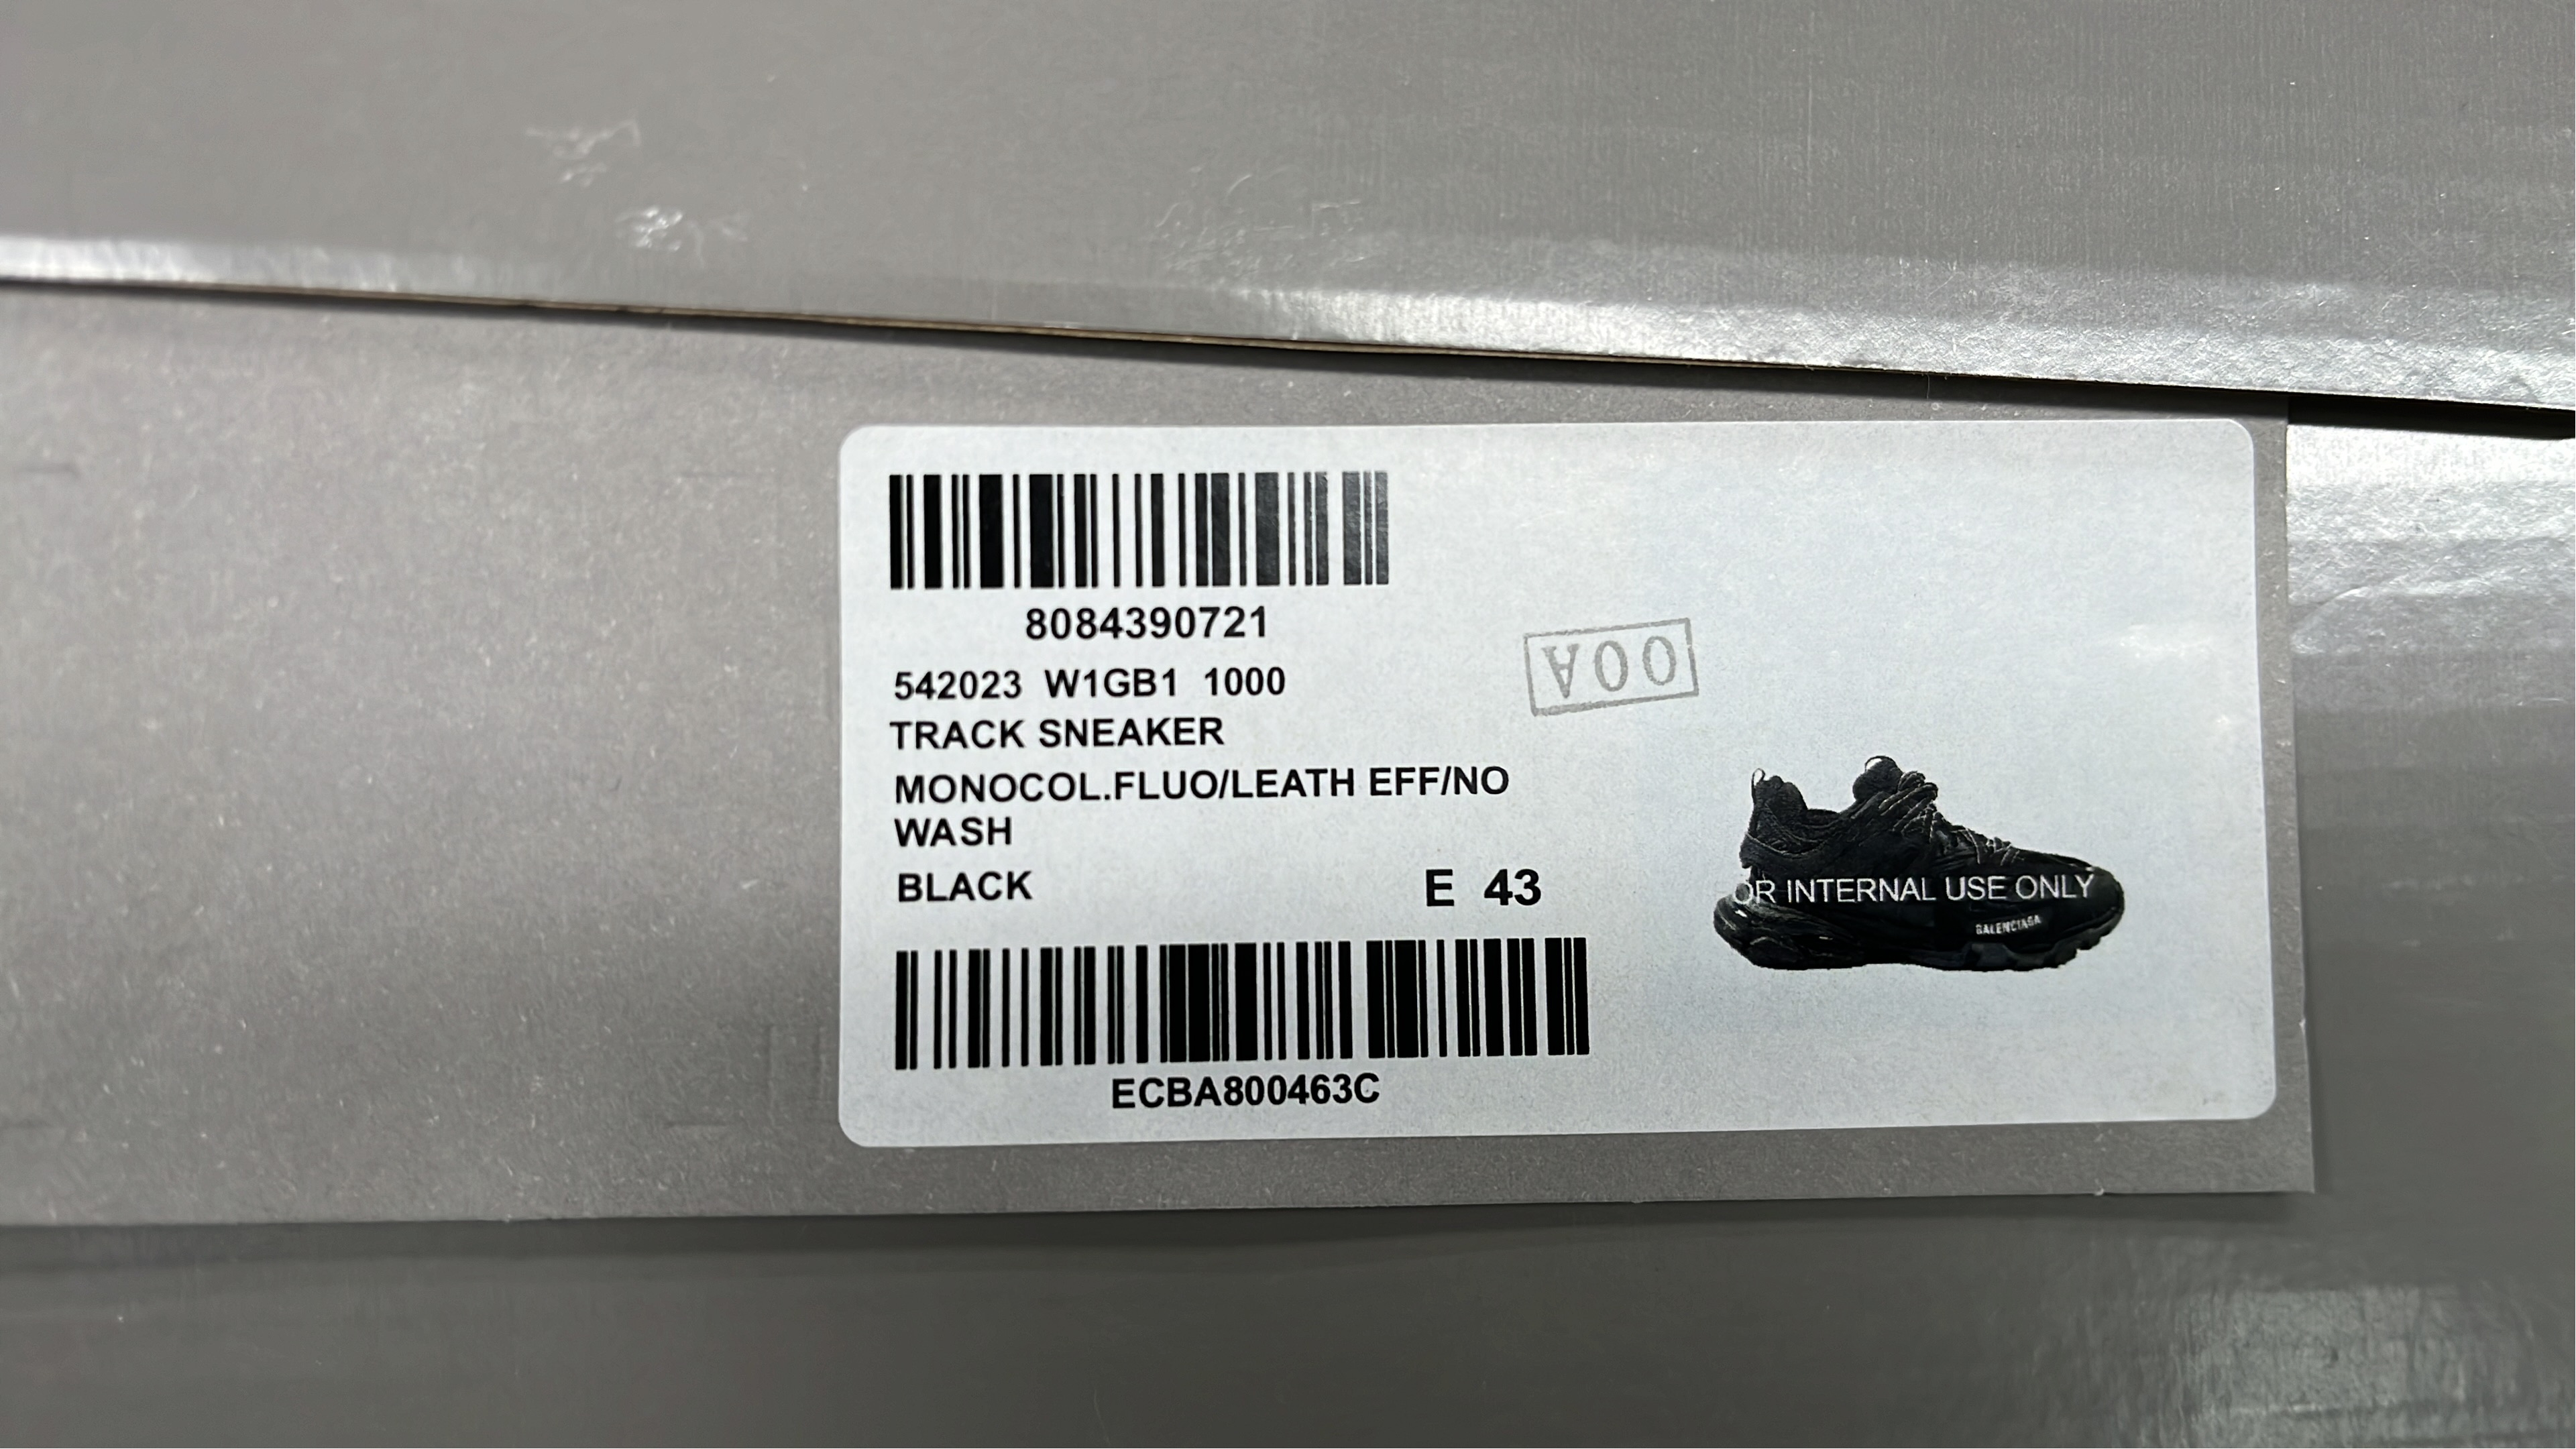 8084390721
542023 W1GB1 1000
TRACK SNEAKER
MONOCOL.FLUO/LEATH EFF/NO
WASH
BLACK
E 43
ECBA800463C
OR INTERNAL USE ONLY
BALENCIAGA